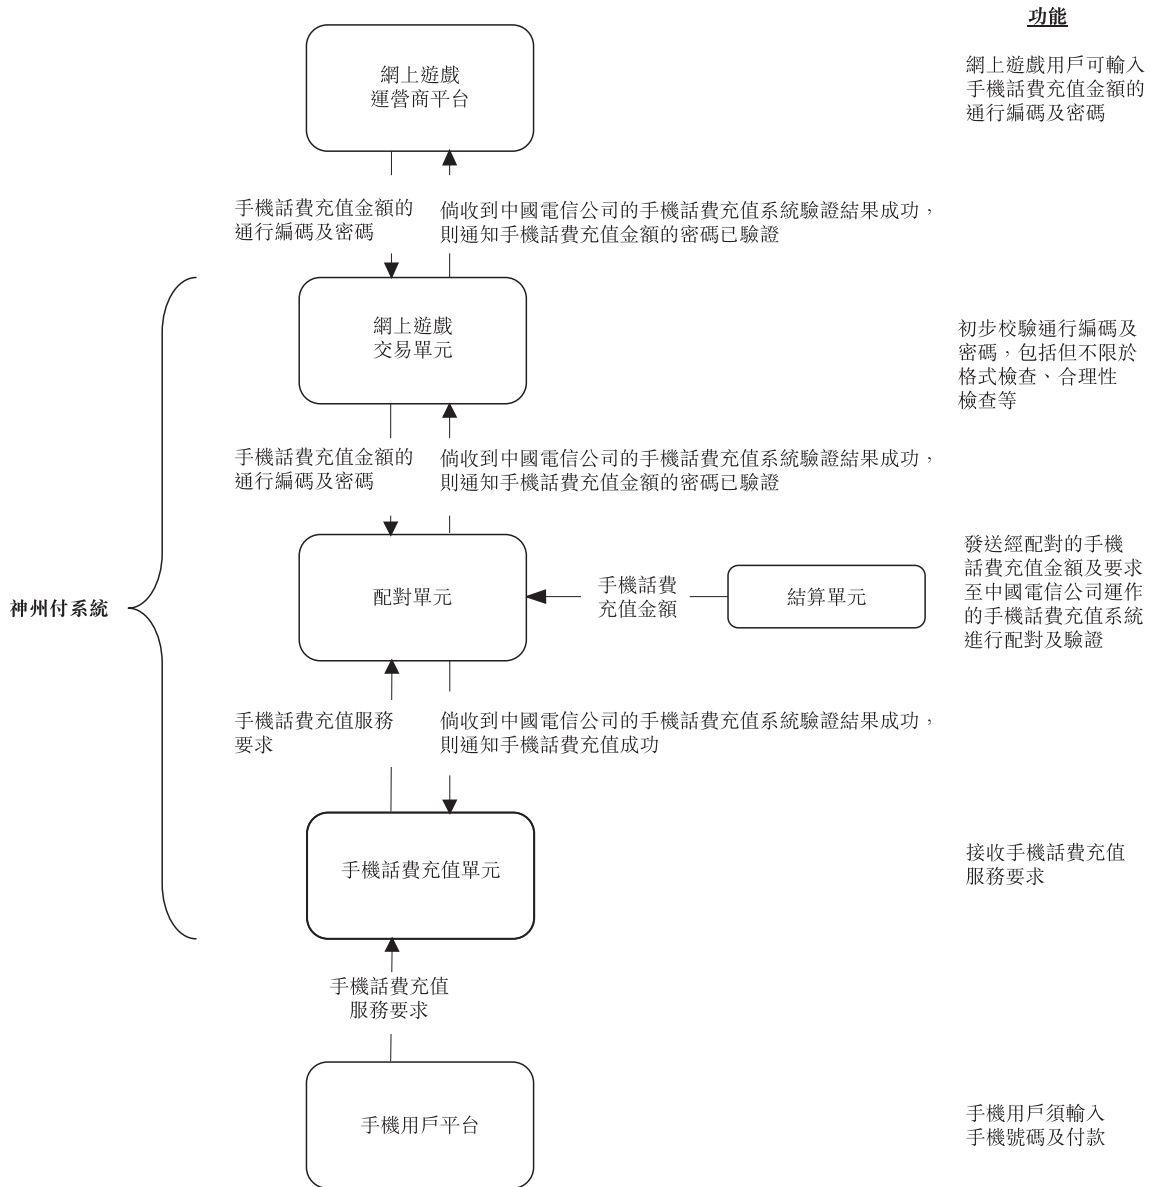 功能
網上遊戲
運營商平台
網上遊戲用戶可輸入
手機話費充值金額的
通行編碼及密碼
手機話費充值金額的
通行編碼及密碼
倘收到中國電信公司的手機話費充值系統驗證結果成功，
則通知手機話費充值金額的密碼已驗證
網上遊戲
交易單元
初步校驗通行編碼及
密碼，包括但不限於
格式檢查、合理性
檢查等
手機話費充值金額的
通行編碼及密碼
倘收到中國電信公司的手機話費充值系統驗證結果成功，
則通知手機話費充值金額的密碼已驗證
神州付系統
配對單元
手機話費
充值金額
結算單元
發送經配對的手機
話費充值金額及要求
至中國電信公司運作
的手機話費充值系統
進行配對及驗證
手機話費充值服務
要求
倘收到中國電信公司的手機話費充值系統驗證結果成功，
則通知手機話費充值成功
手機話費充值單元
接收手機話費充值
服務要求
手機話費充值
服務要求
手機用戶平台
手機用戶須輸入
手機號碼及付款